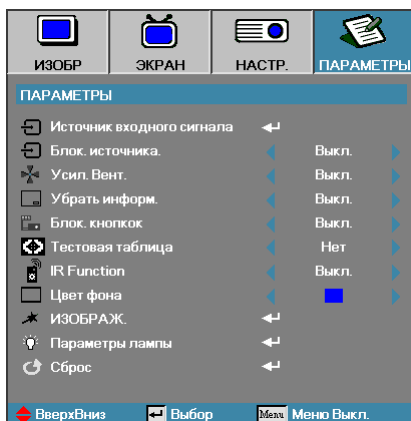 ИЗОБР ЭКРАН НАСТР. ПАРАМЕТРЫ
ПАРАМЕТРЫ
Источник входного сигнала
Блок. источника. Выкл.
Усил. Вент. Выкл.
Убрать информ. Выкл.
Блок. кнопкок Выкл.
Тестовая таблица Нет
IR Function Выкл.
Цвет фона
ИЗОБРАЖ.
Параметры лампы
Сброс
ВверхВниз Выбор Menu Меню Выкл.